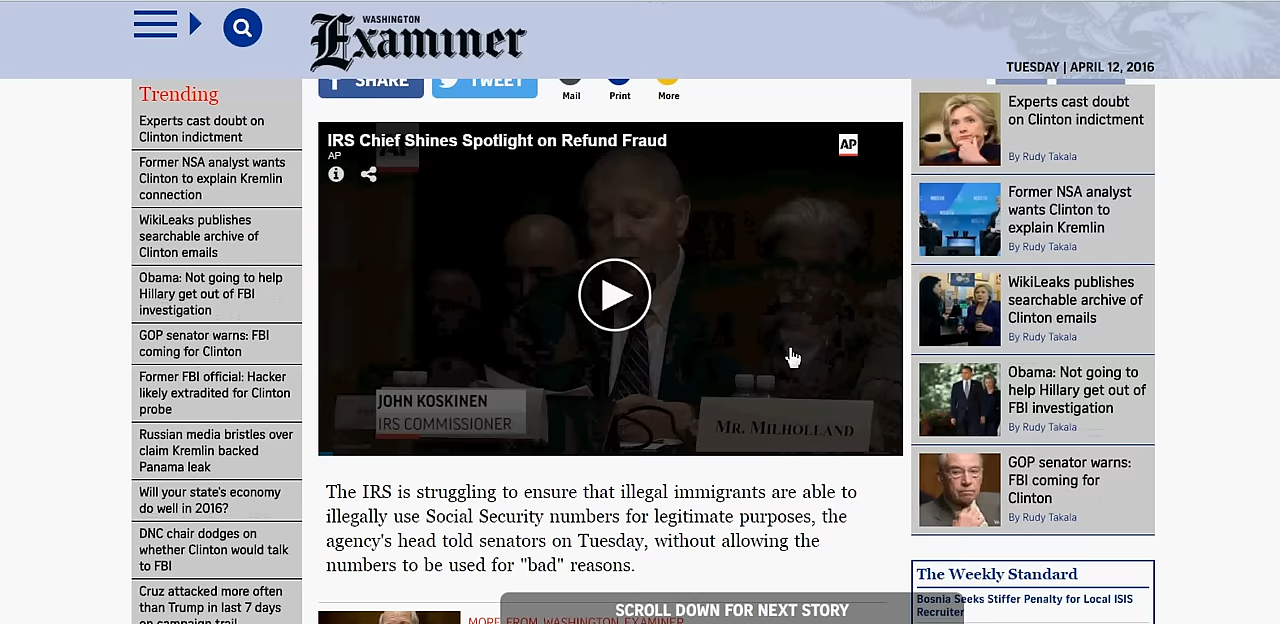 WASHINGTON
Examiner
TUESDAY | APRIL 12, 2016
Trending
Experts cast doubt on
Clinton indictment
Former NSA analyst wants
Clinton to explain Kremlin
connection
WikiLeaks publishes
searchable archive of
Clinton emails
Obama: Not going to help
Hillary get out of FBI
investigation
GOP senator warns: FBI
coming for Clinton
Former FBI official: Hacker
likely extradited for Clinton
probe
Russian media bristles over
claim Kremlin backed
Panama leak
Will your state's economy
do well in 2016?
DNC chair dodges on
whether Clinton would talk
to FBI
Cruz attacked more often
than Trump in last 7 days
on campaign trail
SHARE
TWEET
Mail
Print
More
IRS Chief Shines Spotlight on Refund Fraud
AP
AP
AP
JOHN KOSKINEN
IRS COMMISSIONER
MR. MILHOLLAND
The IRS is struggling to ensure that illegal immigrants are able to
illegally use Social Security numbers for legitimate purposes, the
agency's head told senators on Tuesday, without allowing the
numbers to be used for "bad" reasons.
MORE FROM WASHINGTON EXAMINER
SCROLL DOWN FOR NEXT STORY
Experts cast doubt
on Clinton indictment
By Rudy Takala
Former NSA analyst
wants Clinton to
explain Kremlin
By Rudy Takala
WikiLeaks publishes
searchable archive of
Clinton emails
By Rudy Takala
Obama: Not going to
help Hillary get out of
FBI investigation
By Rudy Takala
GOP senator warns:
FBI coming for
Clinton
By Rudy Takala
The Weekly Standard
Bosnia Seeks Stiffer Penalty for Local ISIS
Recruiter